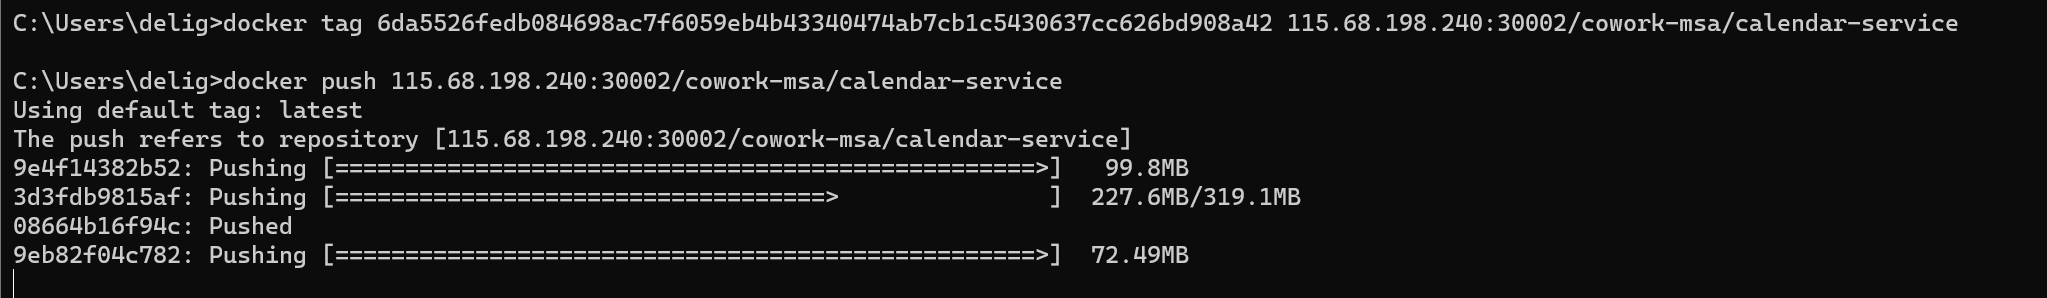 C:\Users\delig>docker tag 6da5526fedb084698ac7f6059eb4b43340474ab7cb1c5430637cc626bd908a42 115.68.198.240:30002/cowork-msa/calendar-service
C:\Users\delig>docker push 115.68.198.240:30002/cowork-msa/calendar-service
Using default tag: latest
The push refers to repository [115.68.198.240:30002/cowork-msa/calendar-service]
9e4f14382b52: Pushing [==================================================>]   99.8MB
3d3fdb9815af: Pushing [===================================>               ]  227.6MB/319.1MB
08664b16f94c: Pushed
9eb82f04c782: Pushing [==================================================>]  72.49MB